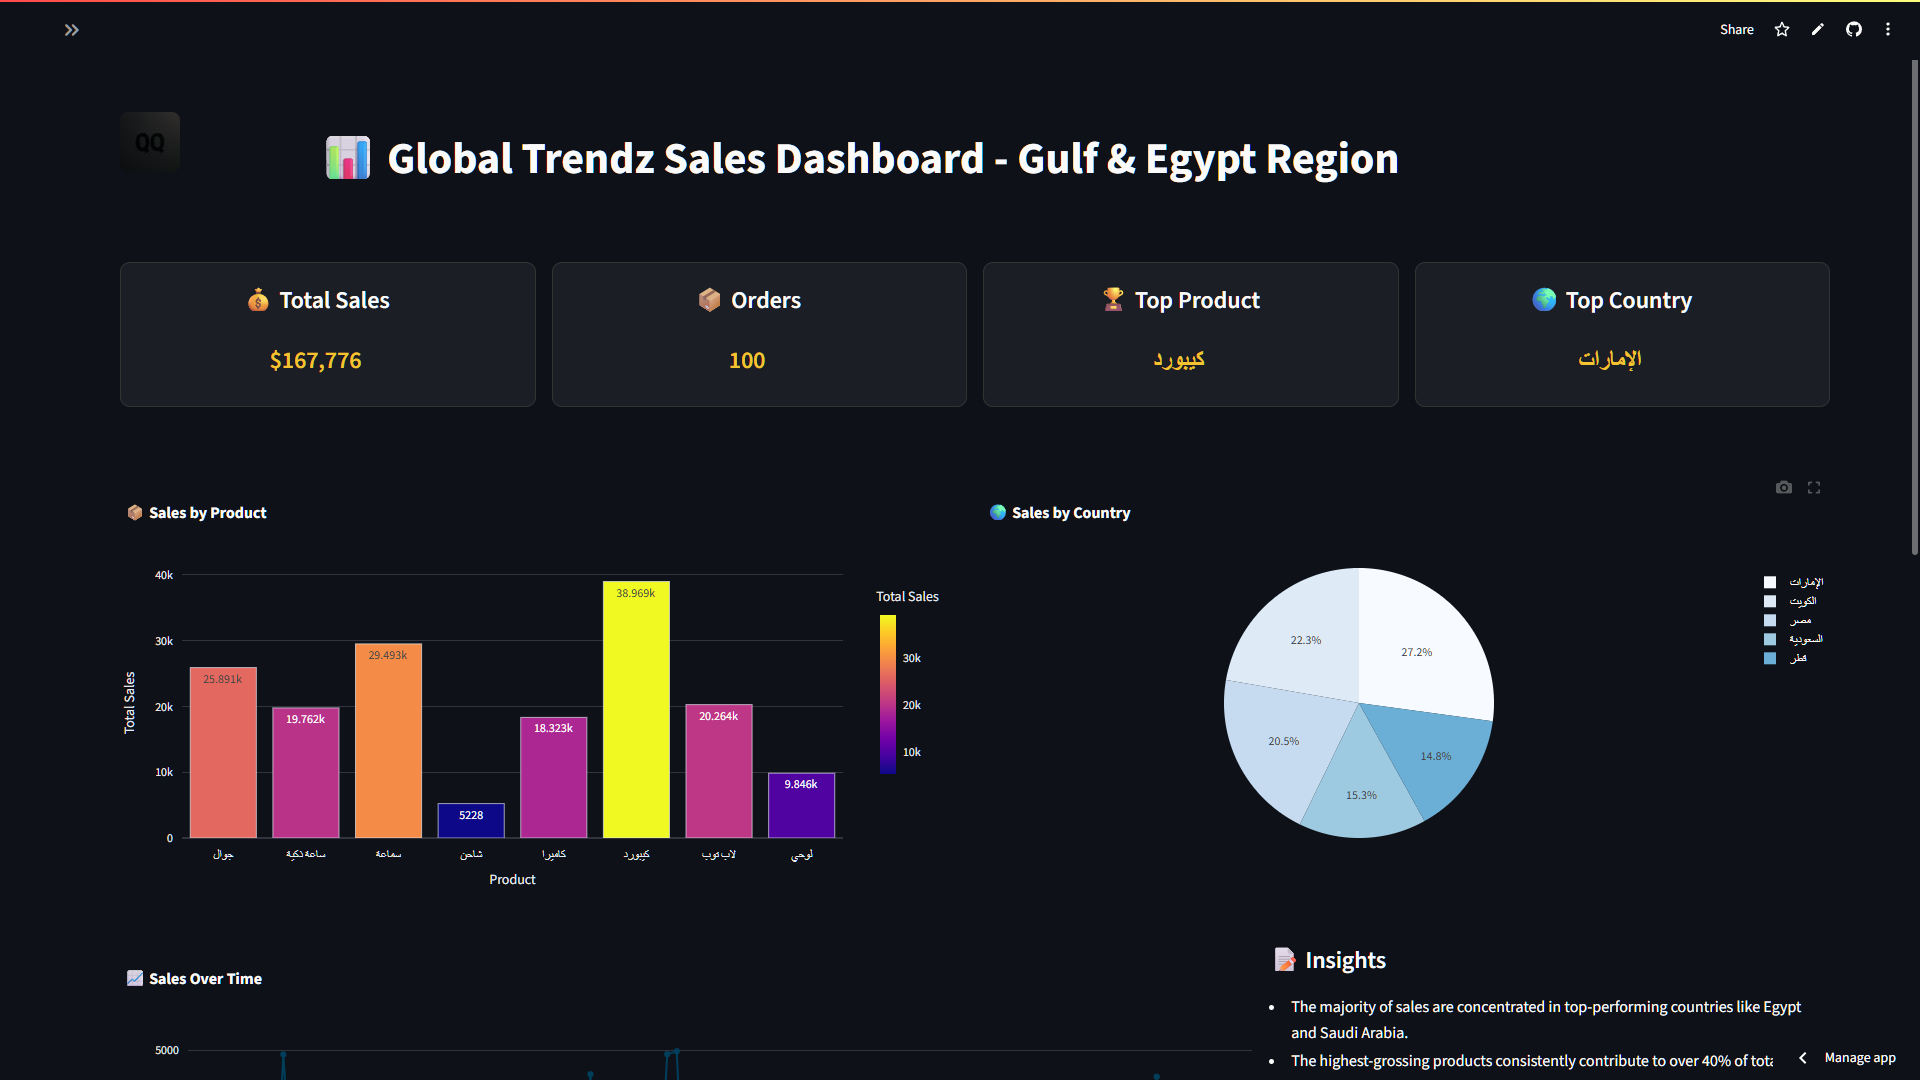 Share
QQ
Global Trendz Sales Dashboard - Gulf & Egypt Region
Total Sales
$167,776
Orders
100
Top Product
كيبورد
Top Country
الإمارات
Sales by Product
40k
30k
20k
10k
0
Total Sales
25.891k
19.762k
29.493k
5228
18.323k
38.969k
20.264k
9.846k
جوال
ساعة ذكية
سماعة
شاحن
كاميرا
كيبورد
لاب توب
لوحي
Product
Total Sales
30k
20k
10k
Sales by Country
22.3%
27.2%
20.5%
14.8%
15.3%
الإمارات
الكويت
مصر
السعودية
قطر
Sales Over Time
5000
Insights
The majority of sales are concentrated in top-performing countries like Egypt
and Saudi Arabia.
The highest-grossing products consistently contribute to over 40% of tota
Manage app